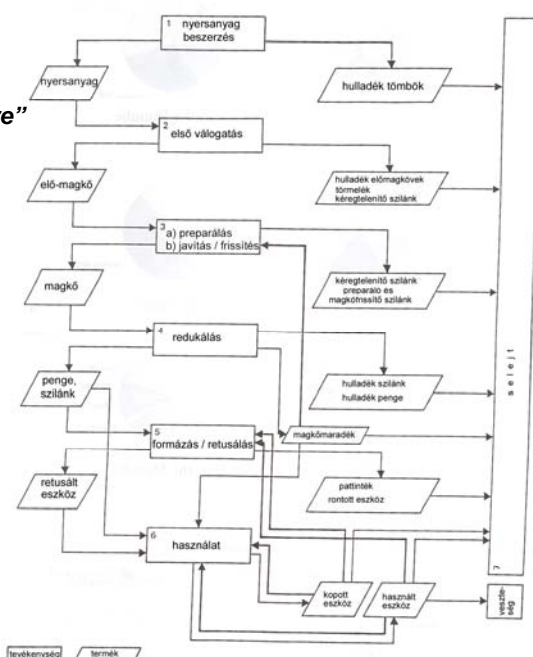 1 nyersanyag
beszerzés
nyersanyag
hulladék tömbök
e”
2
első válogatás
elő-magkő
hulladék előmagkövek
törmelék
kéregtelenítő szilánk
3 a) preparálás
b) javítás / frissítés
magkő
kéregtelenítő szilánk
preparáló és
magkőfrissítő szilánk
4
redukálás
penge,
szilánk
hulladék szilánk
hulladék penge
5
formázás / retusálás
magkőmaradék
retusált
eszköz
pattinték
rontott eszköz
6
használat
kopott
eszköz
használt
eszköz
selejt
7
veszte-
ség
tevékenység
termék